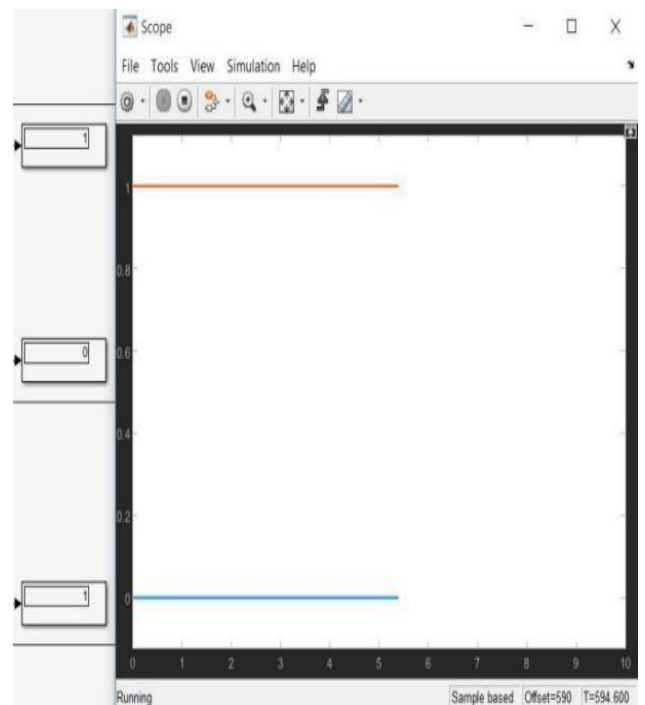 Scope
File Tools View Simulation Help
1
1
0.8
0
0.6
0.4
0.2
1
0
0 1 2 3 4 5 6 7 8 9 10
Running Sample based Offset=590 T=594.600